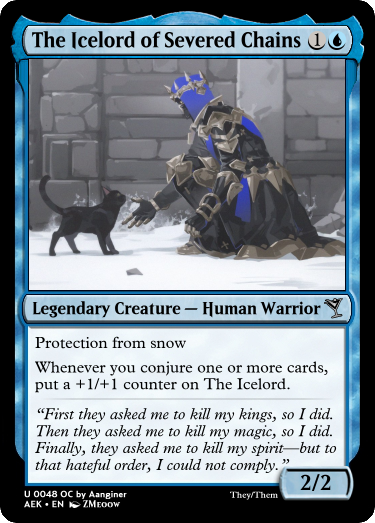 The Icelord of Severed Chains 1
Legendary Creature — Human Warrior
Protection from snow
Whenever you conjure one or more cards,
put a +1/+1 counter on The Icelord.
“First they asked me to kill my kings, so I did.
Then they asked me to kill my magic, so I did.
Finally, they asked me to kill my spirit—but to
that hateful order, I could not comply.”
2/2
U 0048 OC by Aanginer They/Them
AEK • EN ZMeoow